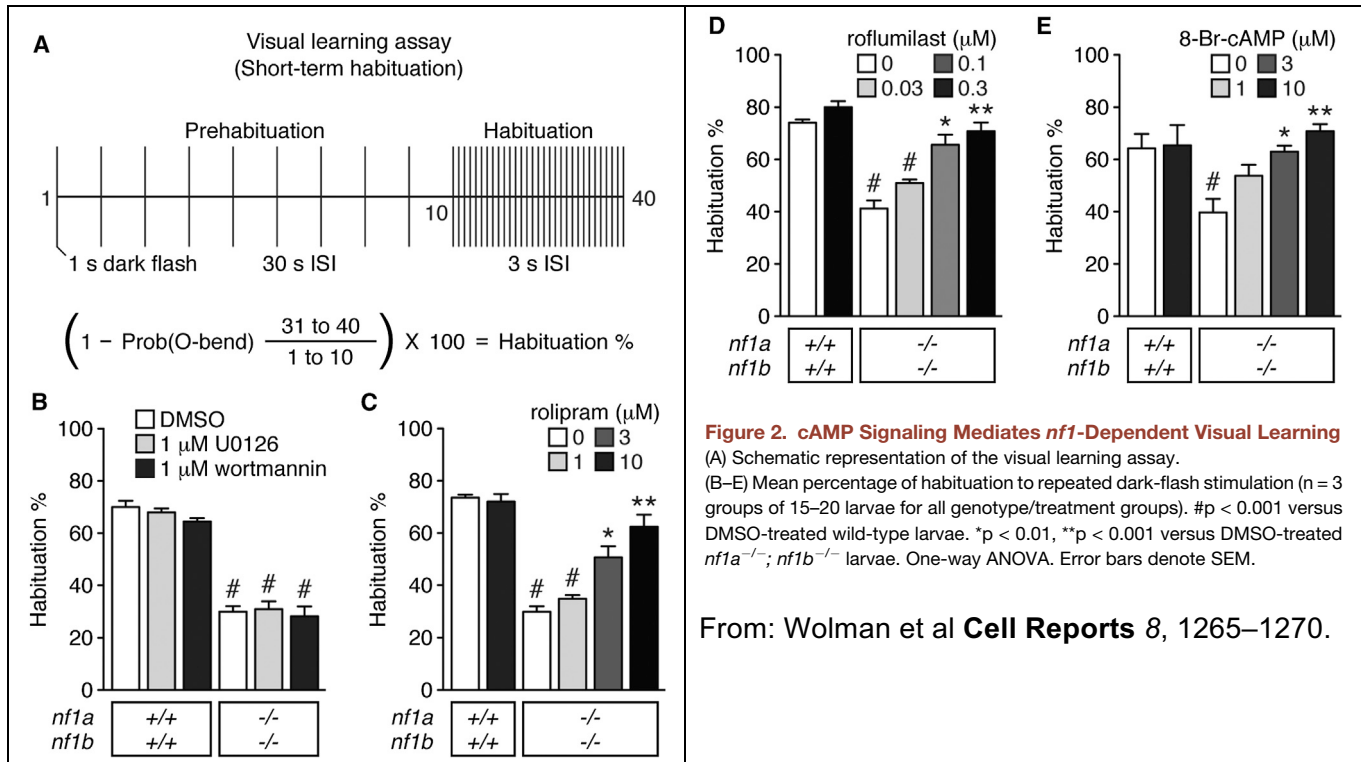 A
Visual learning assay
(Short-term habituation)
Prehabituation
Habituation
1
10
40
1 s dark flash
30 s ISI
3 s ISI
(1 − Prob(O-bend) 31 to 40
1 to 10) X 100 = Habituation %
B
DMSO
1 μM U0126
1 μM wortmannin
Habituation %
100
80
60
40
20
0
# # #
nf1a +/+ -/-
nf1b +/+ -/-
C
rolipram (μM)
0 3
1 10
Habituation %
100
80
60
40
20
0
# # * **
nf1a +/+ -/-
nf1b +/+ -/-
D
roflumilast (μM)
0 0.1
0.03 0.3
Habituation %
100
80
60
40
20
0
# # * **
nf1a +/+ -/-
nf1b +/+ -/-
E
8-Br-cAMP (μM)
0 3
1 10
Habituation %
100
80
60
40
20
0
# * **
nf1a +/+ -/-
nf1b +/+ -/-
Figure 2. cAMP Signaling Mediates nf1-Dependent Visual Learning
(A) Schematic representation of the visual learning assay.
(B–E) Mean percentage of habituation to repeated dark-flash stimulation (n = 3
groups of 15–20 larvae for all genotype/treatment groups). #p < 0.001 versus
DMSO-treated wild-type larvae. *p < 0.01, **p < 0.001 versus DMSO-treated
nf1a−/−; nf1b−/− larvae. One-way ANOVA. Error bars denote SEM.
From: Wolman et al Cell Reports 8, 1265–1270.